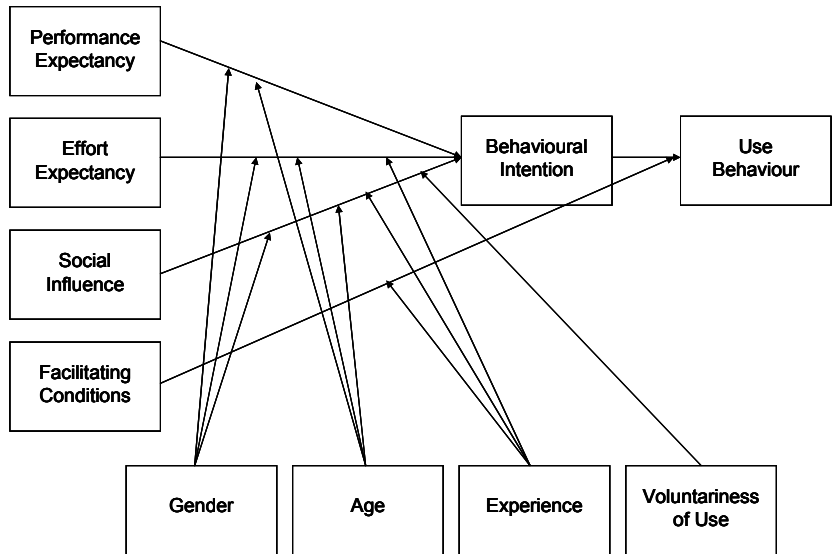 Performance
Expectancy
Effort
Expectancy
Behavioural
Intention
Use
Behaviour
Social
Influence
Facilitating
Conditions
Gender
Age
Experience
Voluntariness
of Use